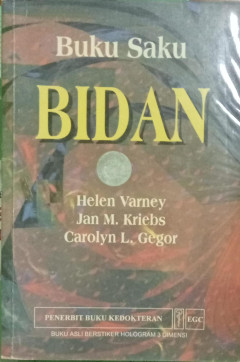 Buku Saku
BIDAN
Helen Varney
Jan M. Kriebs
Carolyn L. Gegor
PENERBIT BUKU KEDOKTERAN EGC
BUKU ASLI BERSTIKER HOLOGRAM 3 DIMENSI